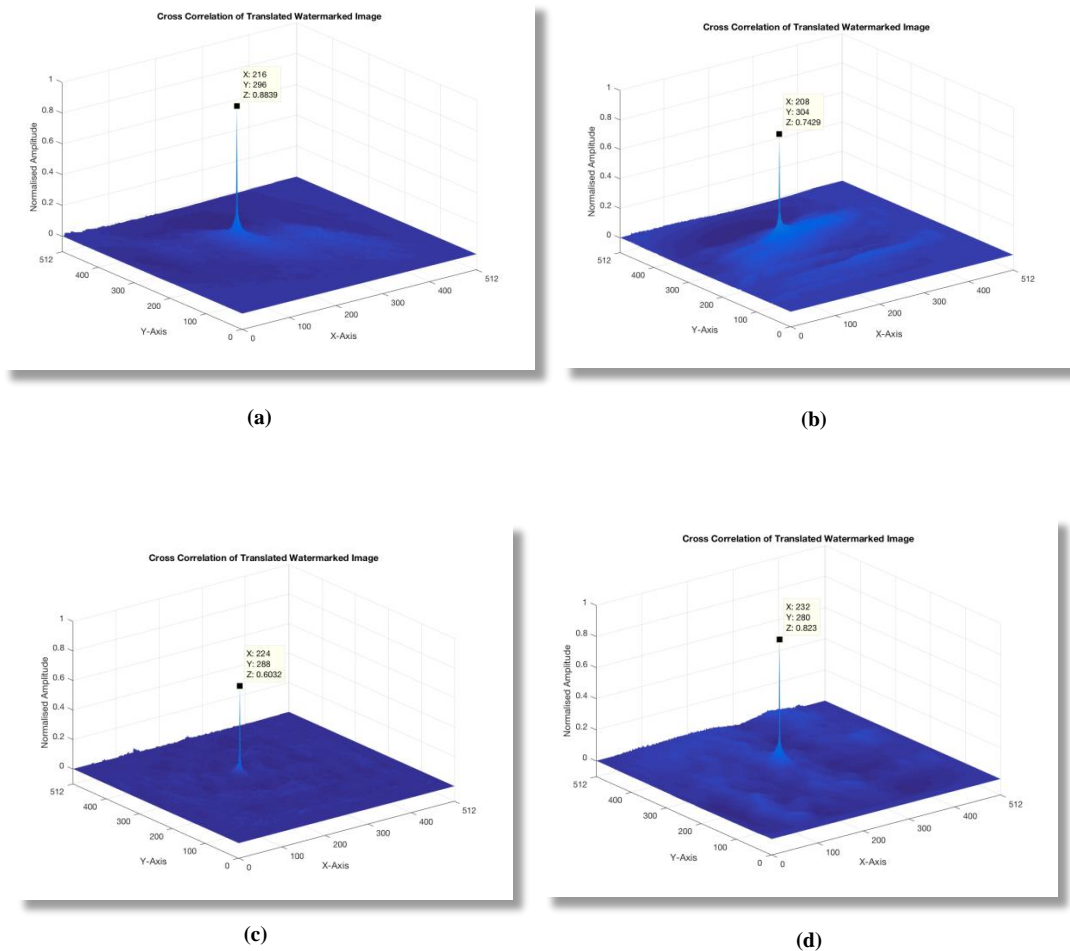 Cross Correlation of Translated Watermarked Image
X: 216
Y: 296
Z: 0.8839
1
0.8
0.6
0.4
0.2
0
Normalised Amplitude
512
400
300
200
100
0
Y-Axis
0
100
200
300
400
512
X-Axis
(a)
Cross Correlation of Translated Watermarked Image
X: 208
Y: 304
Z: 0.7429
1
0.8
0.6
0.4
0.2
0
Normalised Amplitude
512
400
300
200
100
0
Y-Axis
0
100
200
300
400
512
X-Axis
(b)
Cross Correlation of Translated Watermarked Image
X: 224
Y: 288
Z: 0.6032
1
0.8
0.6
0.4
0.2
0
Normalised Amplitude
512
400
300
200
100
0
Y-Axis
0
100
200
300
400
512
X-Axis
(c)
Cross Correlation of Translated Watermarked Image
X: 232
Y: 280
Z: 0.823
1
0.8
0.6
0.4
0.2
0
Normalised Amplitude
512
400
300
200
100
0
Y-Axis
0
100
200
300
400
512
X-Axis
(d)